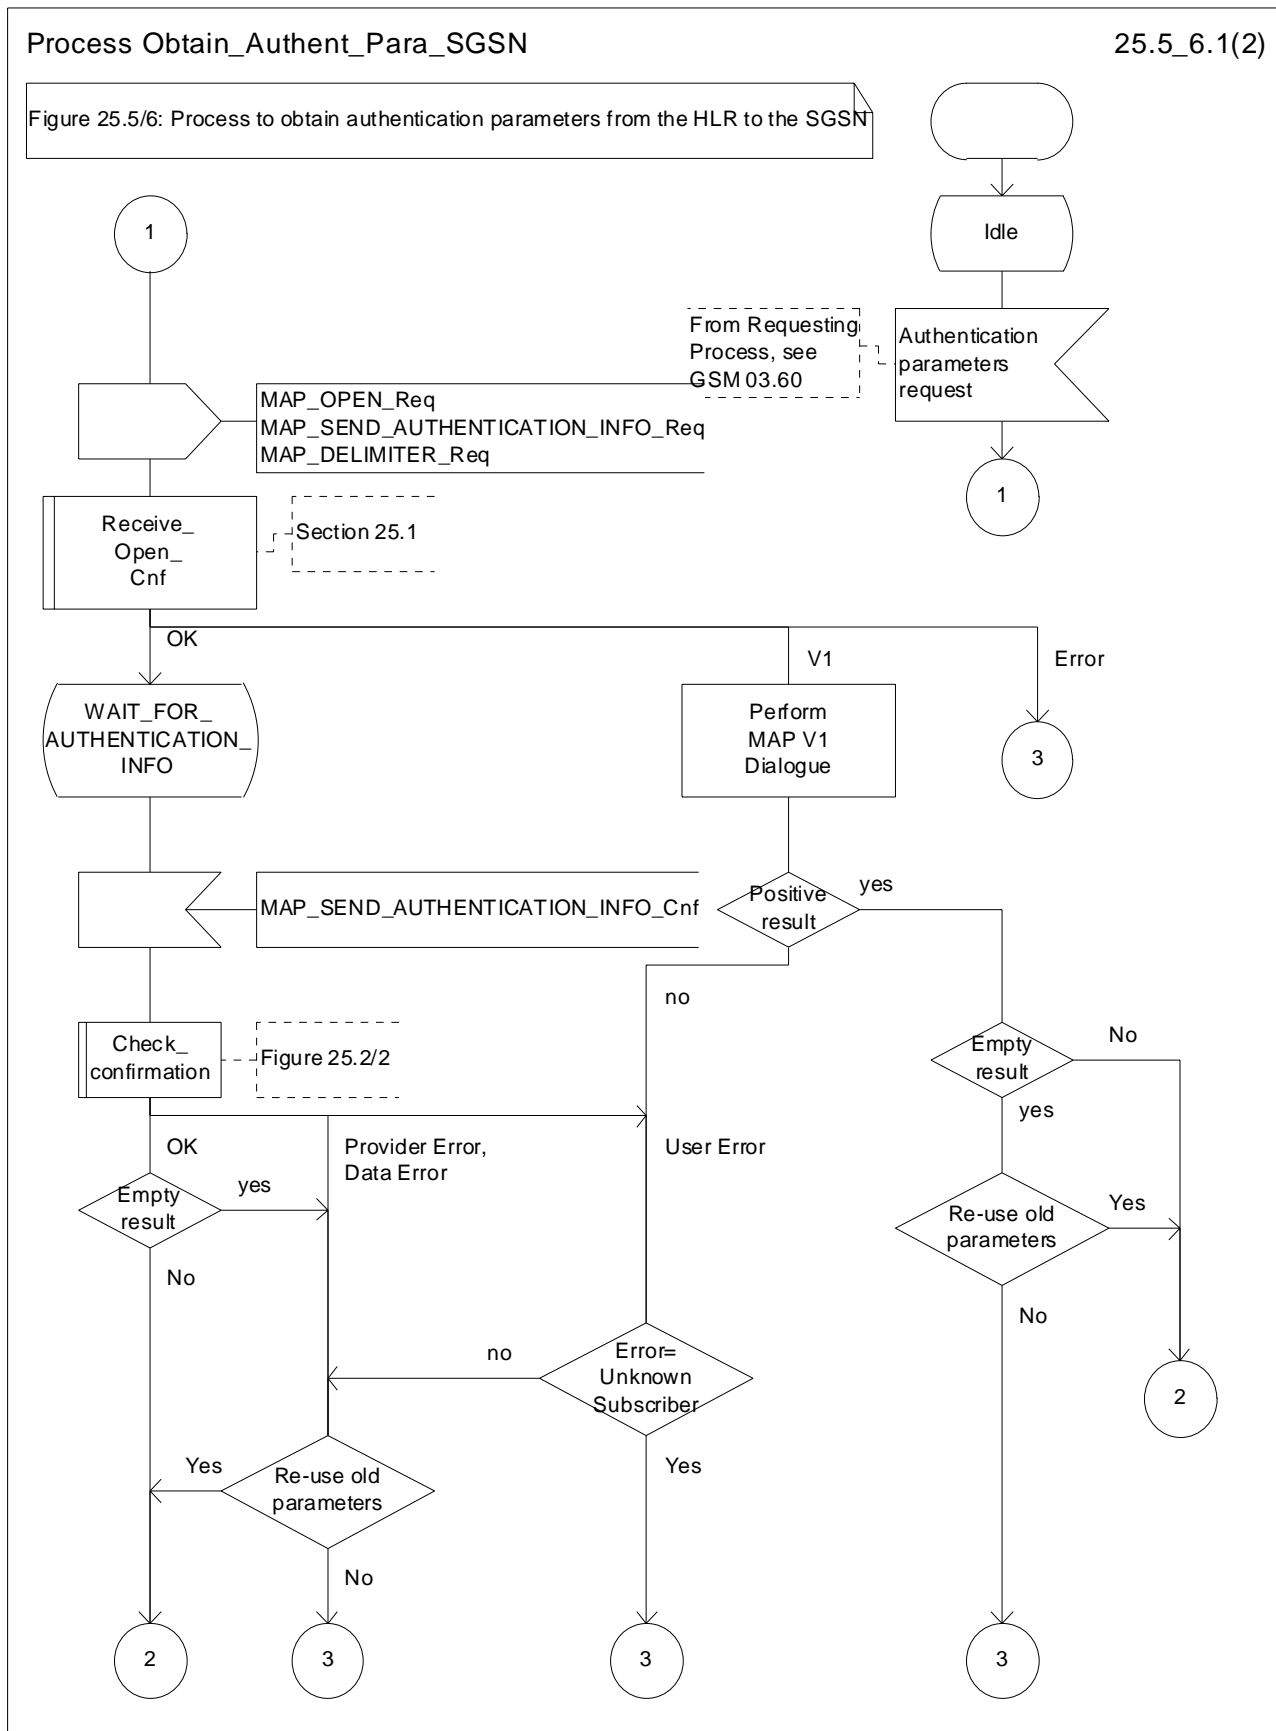 Process Obtain_Authent_Para_SGSN
25.5_6.1(2)
Figure 25.5/6: Process to obtain authentication parameters from the HLR to the SGSN
1
Idle
From Requesting
Process, see
GSM 03.60
Authentication
parameters
request
MAP_OPEN_Req
MAP_SEND_AUTHENTICATION_INFO_Req
MAP_DELIMITER_Req
1
Receive_
Open_
Cnf
Section 25.1
OK
V1
Error
WAIT_FOR_
AUTHENTICATION_
INFO
Perform
MAP V1
Dialogue
3
MAP_SEND_AUTHENTICATION_INFO_Cnf
Positive
result
yes
no
Check_
confirmation
Figure 25.2/2
Empty
result
No
yes
OK
Provider Error,
Data Error
User Error
Empty
result
yes
Re-use old
parameters
Yes
No
No
Error=
Unknown
Subscriber
no
2
Yes
Re-use old
parameters
Yes
No
2
3
3
3